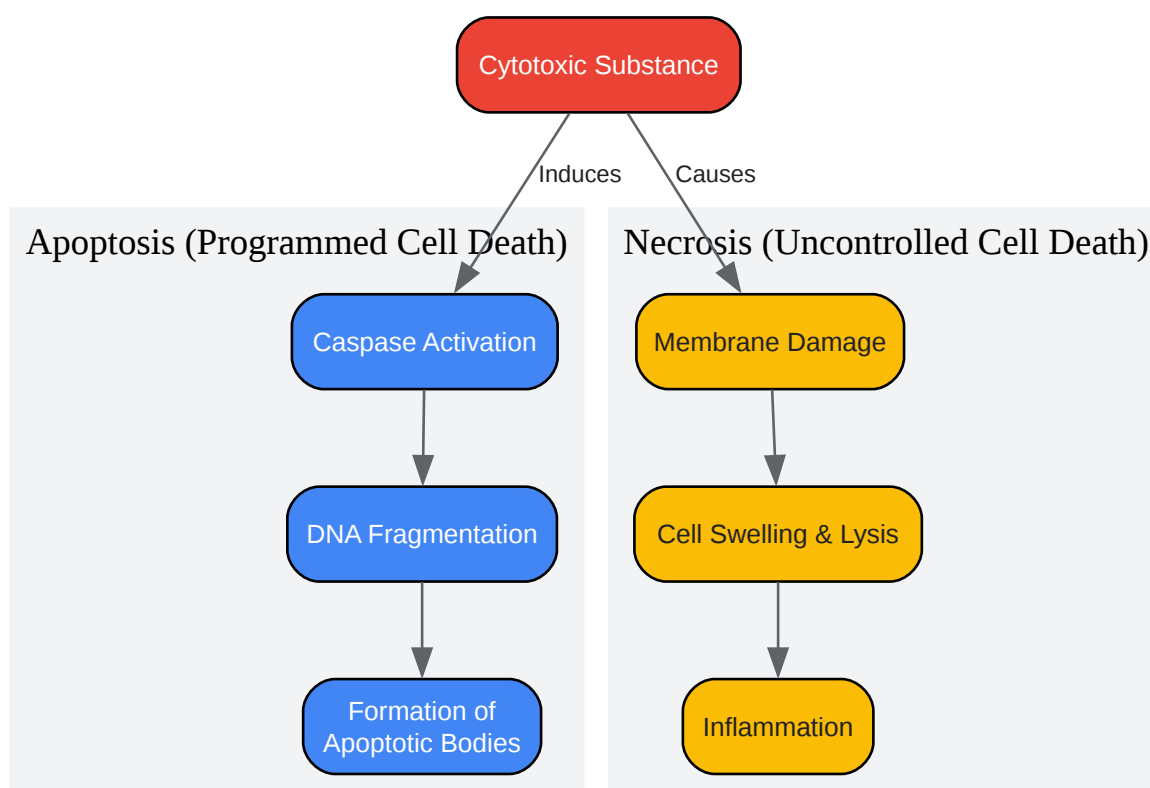 Cytotoxic Substance
Induces
Causes
Apoptosis (Programmed Cell Death)
Caspase Activation
DNA Fragmentation
Formation of
Apoptotic Bodies
Necrosis (Uncontrolled Cell Death)
Membrane Damage
Cell Swelling & Lysis
Inflammation